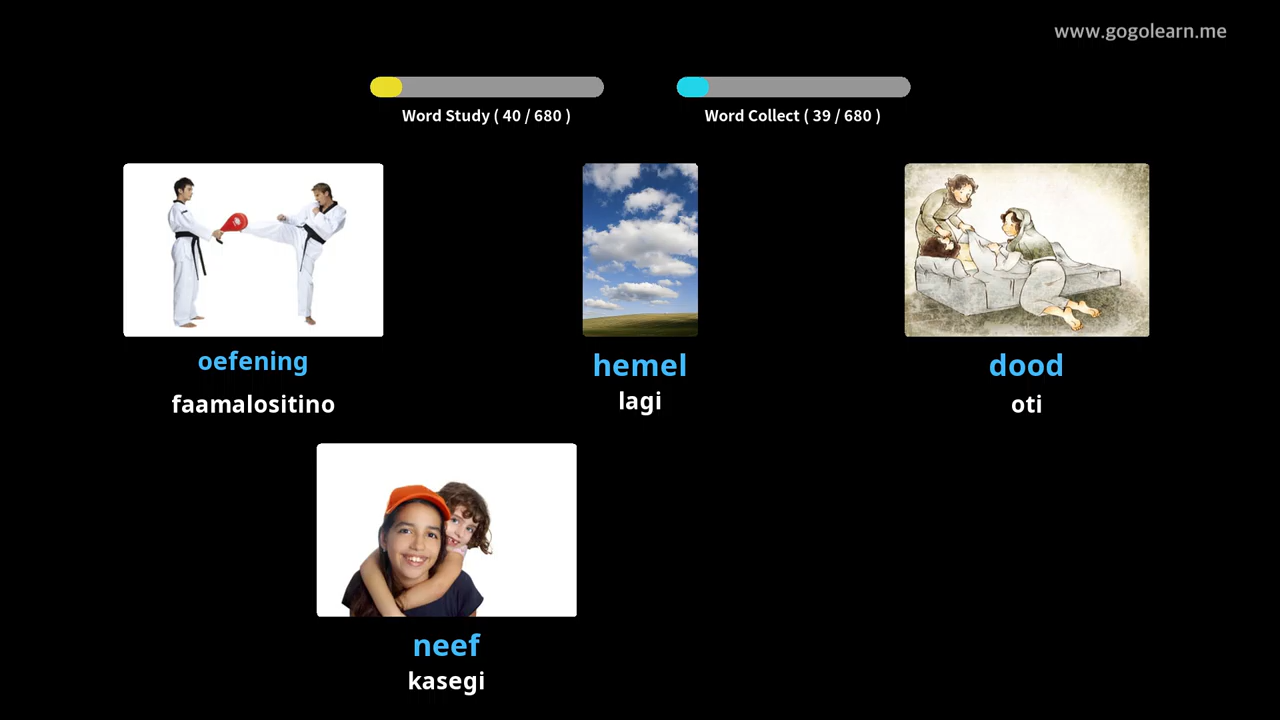 www.gogolearn.me
Word Study ( 40 / 680 )
Word Collect ( 39 / 680 )
oefening
faamalositino
hemel
lagi
dood
oti
neef
kasegi